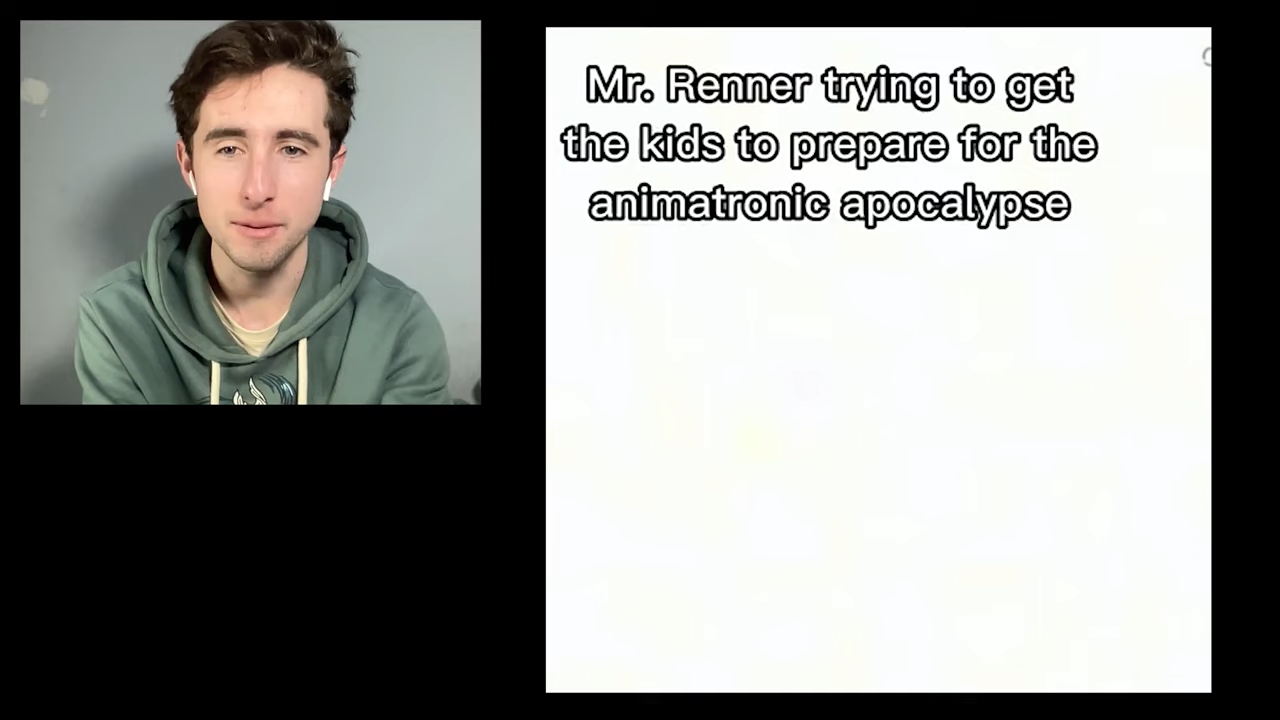 Mr. Renner trying to get
the kids to prepare for the
animatronic apocalypse